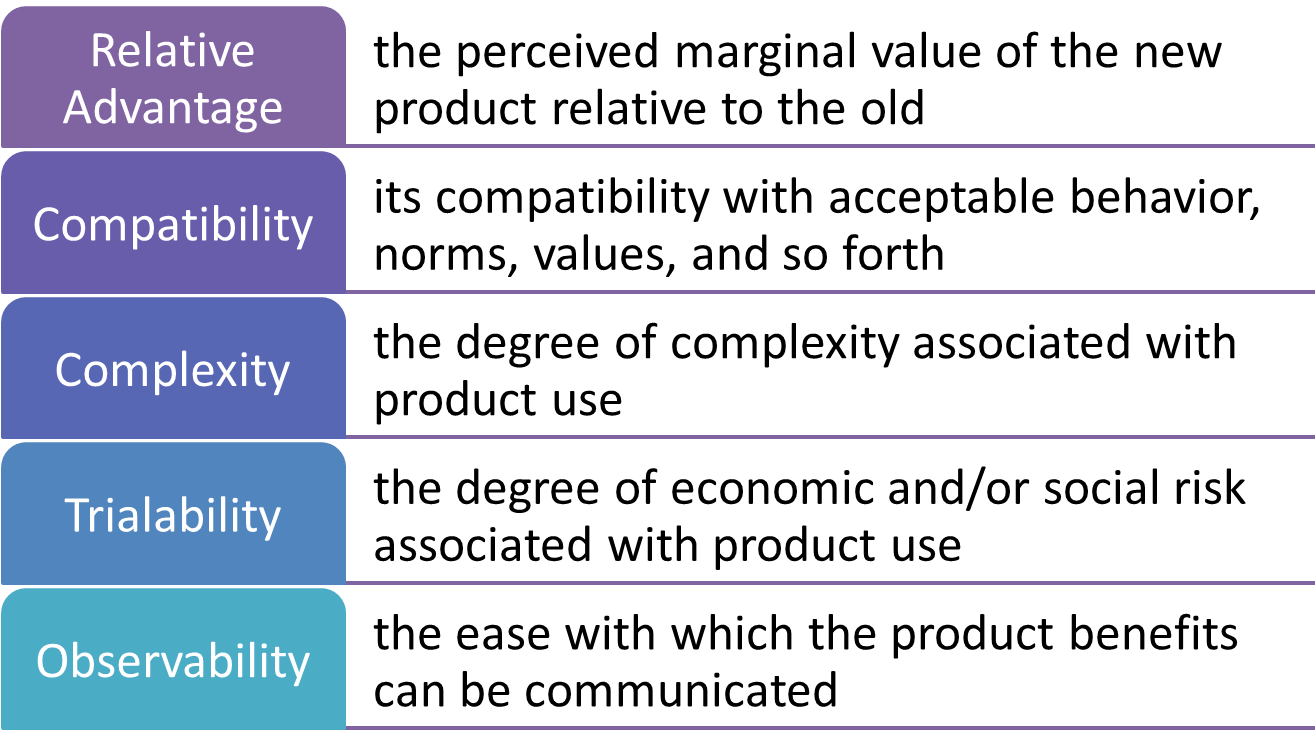 Relative
Advantage
the perceived marginal value of the new
product relative to the old
Compatibility
its compatibility with acceptable behavior,
norms, values, and so forth
Complexity
the degree of complexity associated with
product use
Trialability
the degree of economic and/or social risk
associated with product use
Observability
the ease with which the product benefits
can be communicated